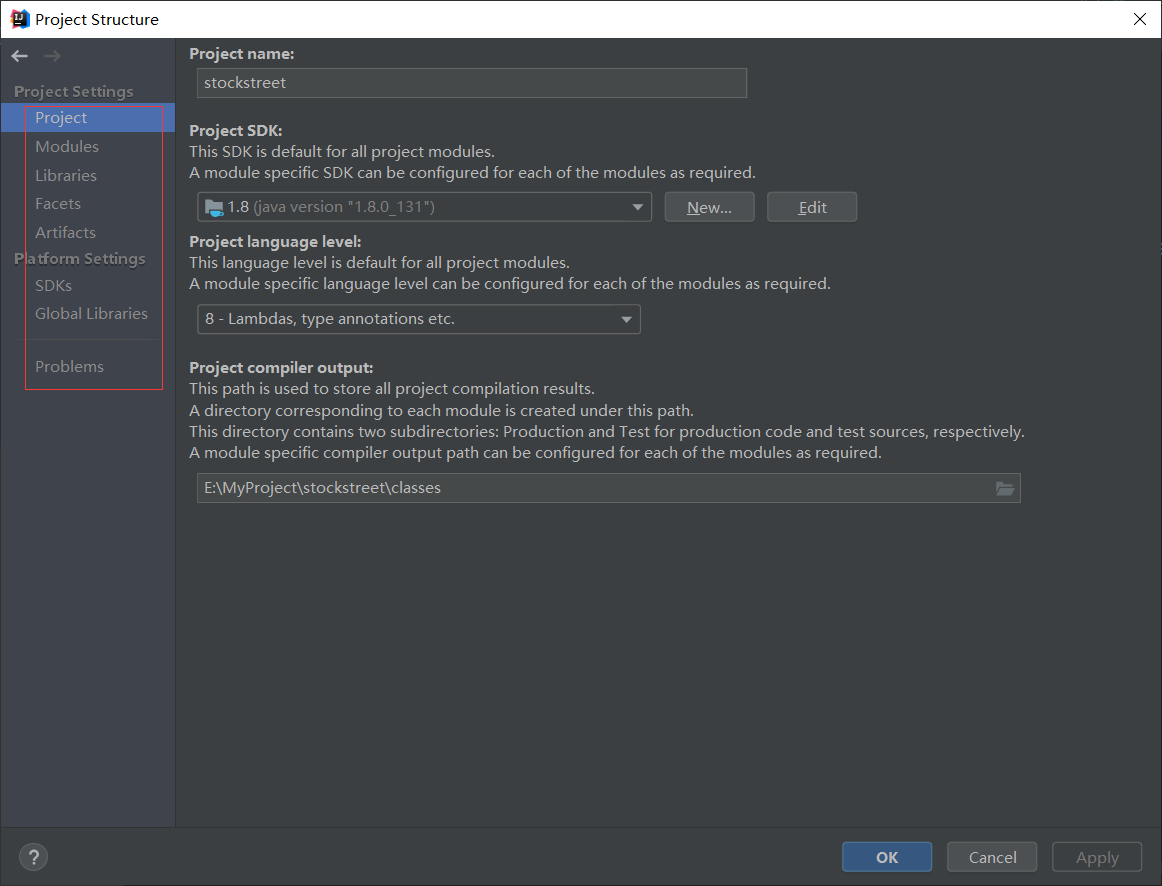 Project Structure
Project Settings
Project
Modules
Libraries
Facets
Artifacts
Platform Settings
SDKs
Global Libraries
Problems
Project name:
stockstreet
Project SDK:
This SDK is default for all project modules.
A module specific SDK can be configured for each of the modules as required.
1.8 (java version "1.8.0_131")
New...
Edit
Project language level:
This language level is default for all project modules.
A module specific language level can be configured for each of the modules as required.
8 - Lambdas, type annotations etc.
Project compiler output:
This path is used to store all project compilation results.
A directory corresponding to each module is created under this path.
This directory contains two subdirectories: Production and Test for production code and test sources, respectively.
A module specific compiler output path can be configured for each of the modules as required.
E:\MyProject\stockstreet\classes
?
OK
Cancel
Apply